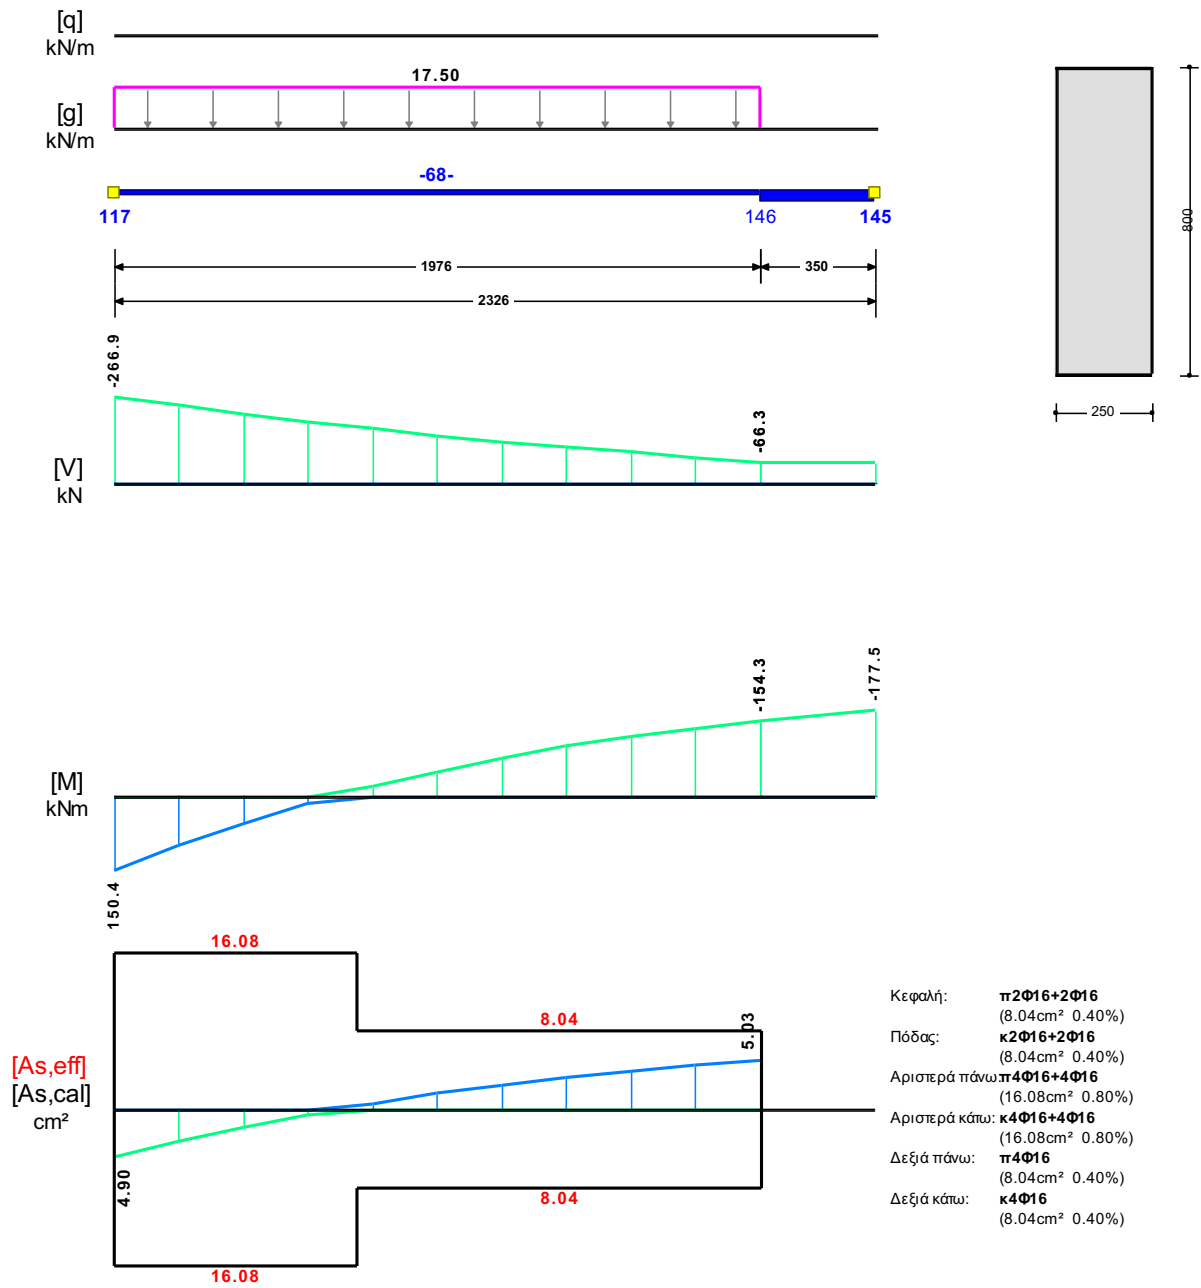 [q]
kN/m
17.50
[g]
kN/m
-68-
117
146
145
1976
350
2326
800
250
-266.9
-66.3
[V]
kN
-154.3
-177.5
[M]
kNm
150.4
16.08
8.04
5.03
[As,eff]
[As,cal]
cm²
4.90
8.04
16.08
Κεφαλή: π2Φ16+2Φ16
(8.04cm² 0.40%)
Πόδας: κ2Φ16+2Φ16
(8.04cm² 0.40%)
Αριστερά πάνω: π4Φ16+4Φ16
(16.08cm² 0.80%)
Αριστερά κάτω: κ4Φ16+4Φ16
(16.08cm² 0.80%)
Δεξιά πάνω: π4Φ16
(8.04cm² 0.40%)
Δεξιά κάτω: κ4Φ16
(8.04cm² 0.40%)